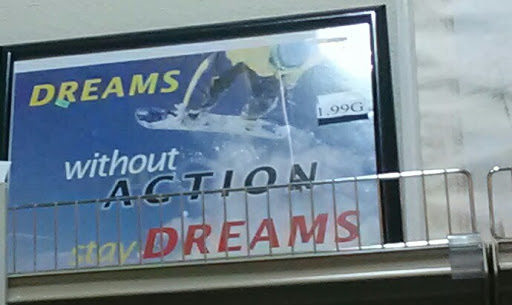 DREAMS
1.99G
without
ACTION
stay DREAMS